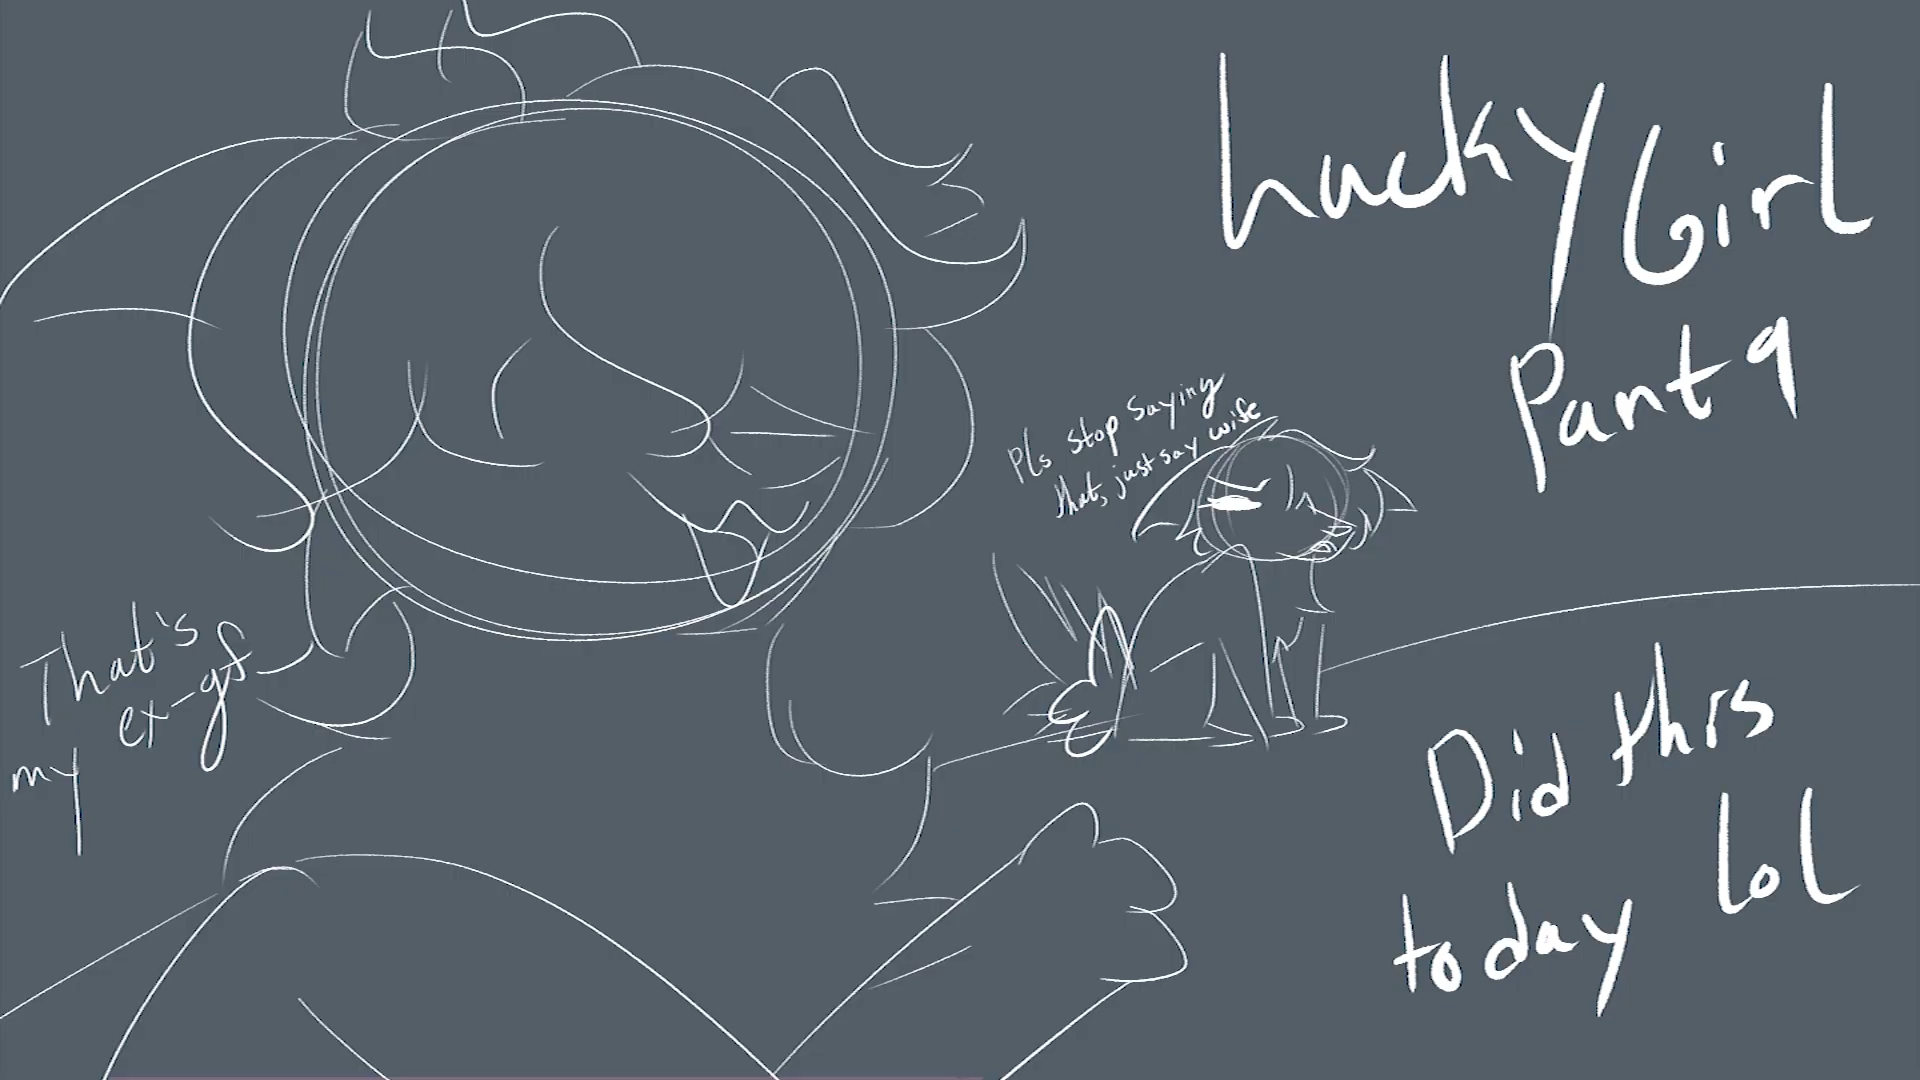 Lucky
Girl
Part 9
Pls stop saying
that, just say wife
That's
my ex-gf
Did this
today lol